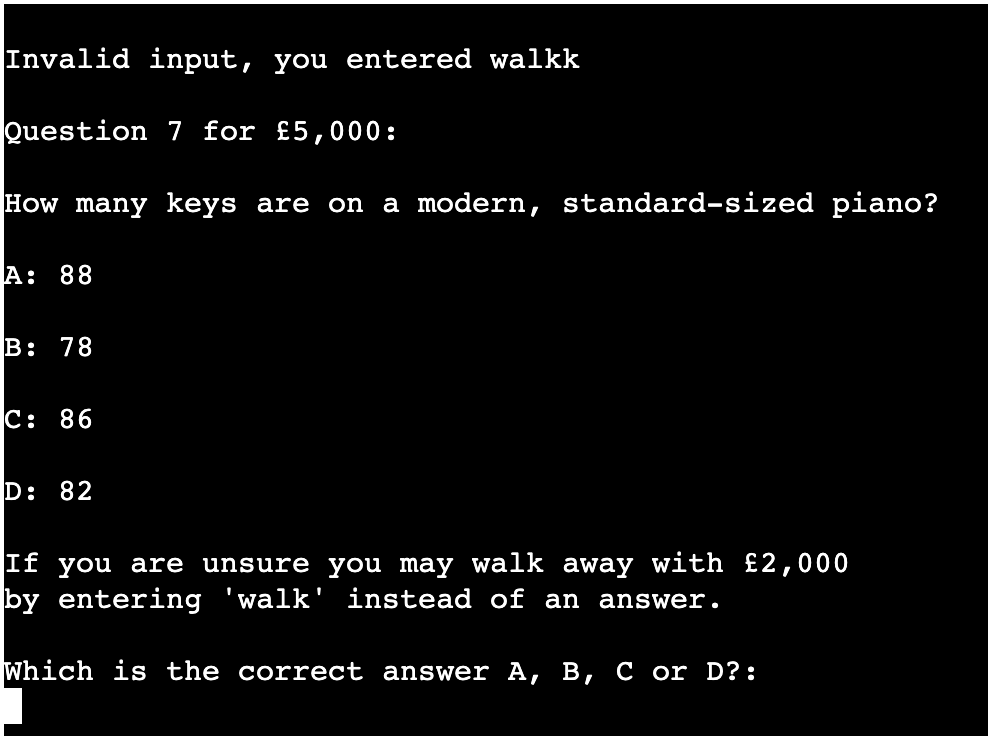 Invalid input, you entered walkk
Question 7 for £5,000:
How many keys are on a modern, standard-sized piano?
A: 88
B: 78
C: 86
D: 82
If you are unsure you may walk away with £2,000
by entering 'walk' instead of an answer.
Which is the correct answer A, B, C or D?: